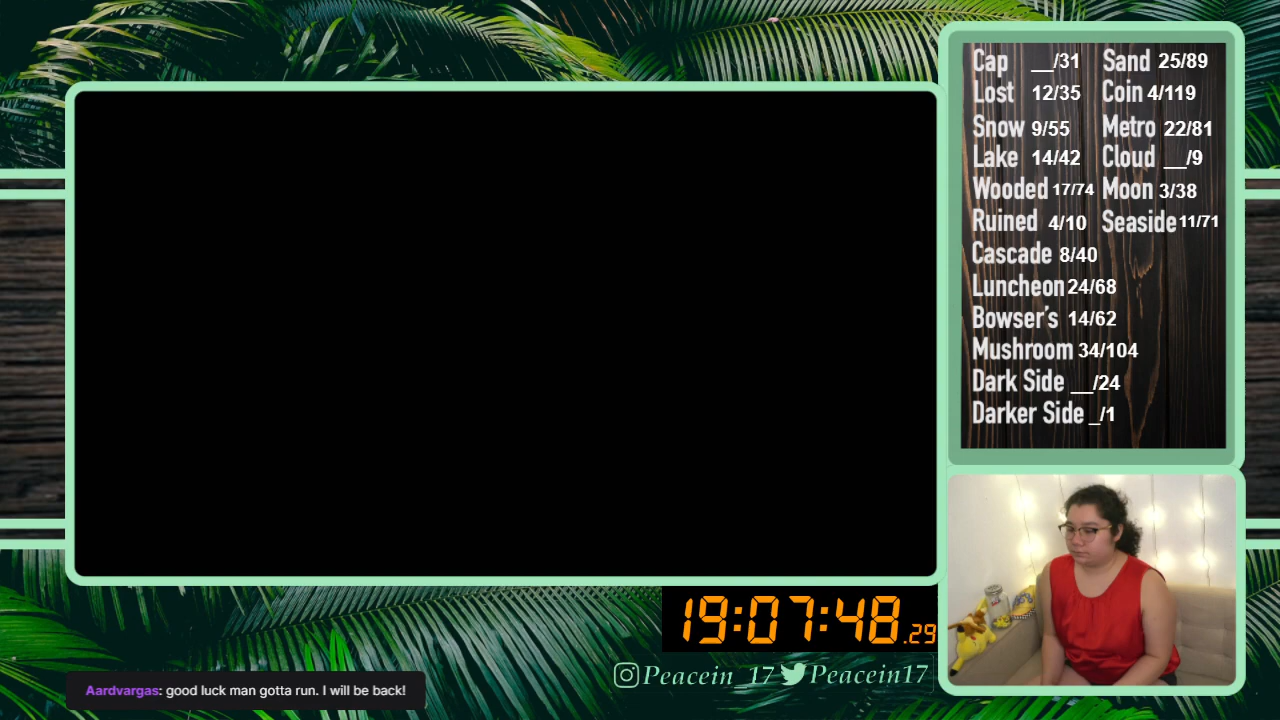 Cap __/31 Sand 25/89
Lost 12/35 Coin 4/119
Snow 9/55 Metro 22/81
Lake 14/42 Cloud __/9
Wooded 17/74 Moon 3/38
Ruined 4/10 Seaside 11/71
Cascade 8/40
Luncheon 24/68
Bowser's 14/62
Mushroom 34/104
Dark Side __/24
Darker Side _/1
19:07:48.29
Peacein_17 Peacein17
Aardvargas: good luck man gotta run. I will be back!